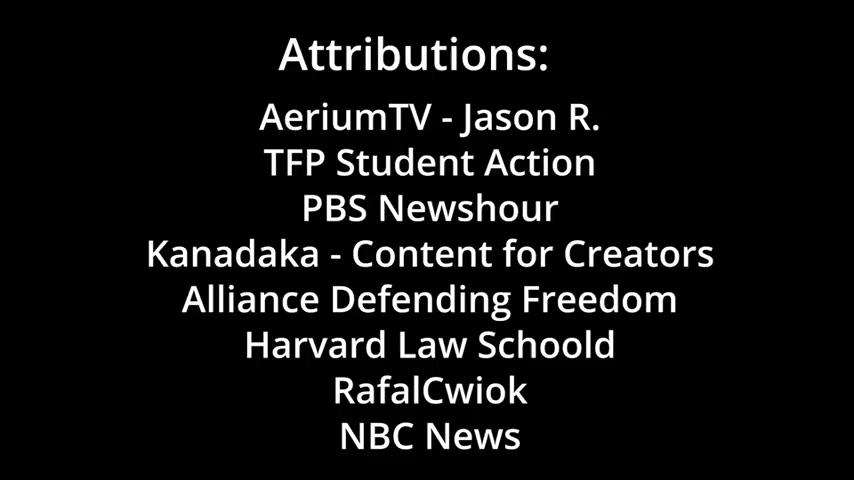 Attributions:
AeriumTV - Jason R.
TFP Student Action
PBS Newshour
Kanadaka - Content for Creators
Alliance Defending Freedom
Harvard Law Schoold
RafalCwiok
NBC News